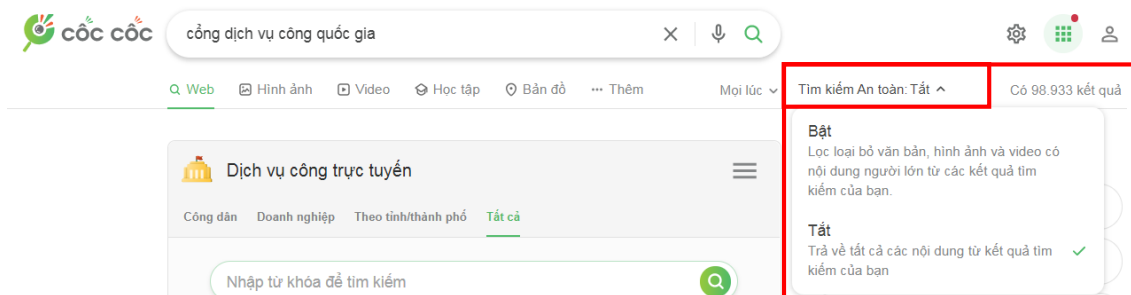 cốc cốc
cổng dịch vụ công quốc gia
Web Hình ảnh Video Học tập Bản đồ ··· Thêm Mọi lúc Tìm kiếm An toàn: Tắt Có 98.933 kết quả
Bật
Lọc loại bỏ văn bản, hình ảnh và video có
nội dung người lớn từ các kết quả tìm
kiếm của bạn.
Tắt
Trả về tất cả các nội dung từ kết quả tìm
kiếm của bạn
Dịch vụ công trực tuyến
Công dân Doanh nghiệp Theo tỉnh/thành phố Tất cả
Nhập từ khóa để tìm kiếm